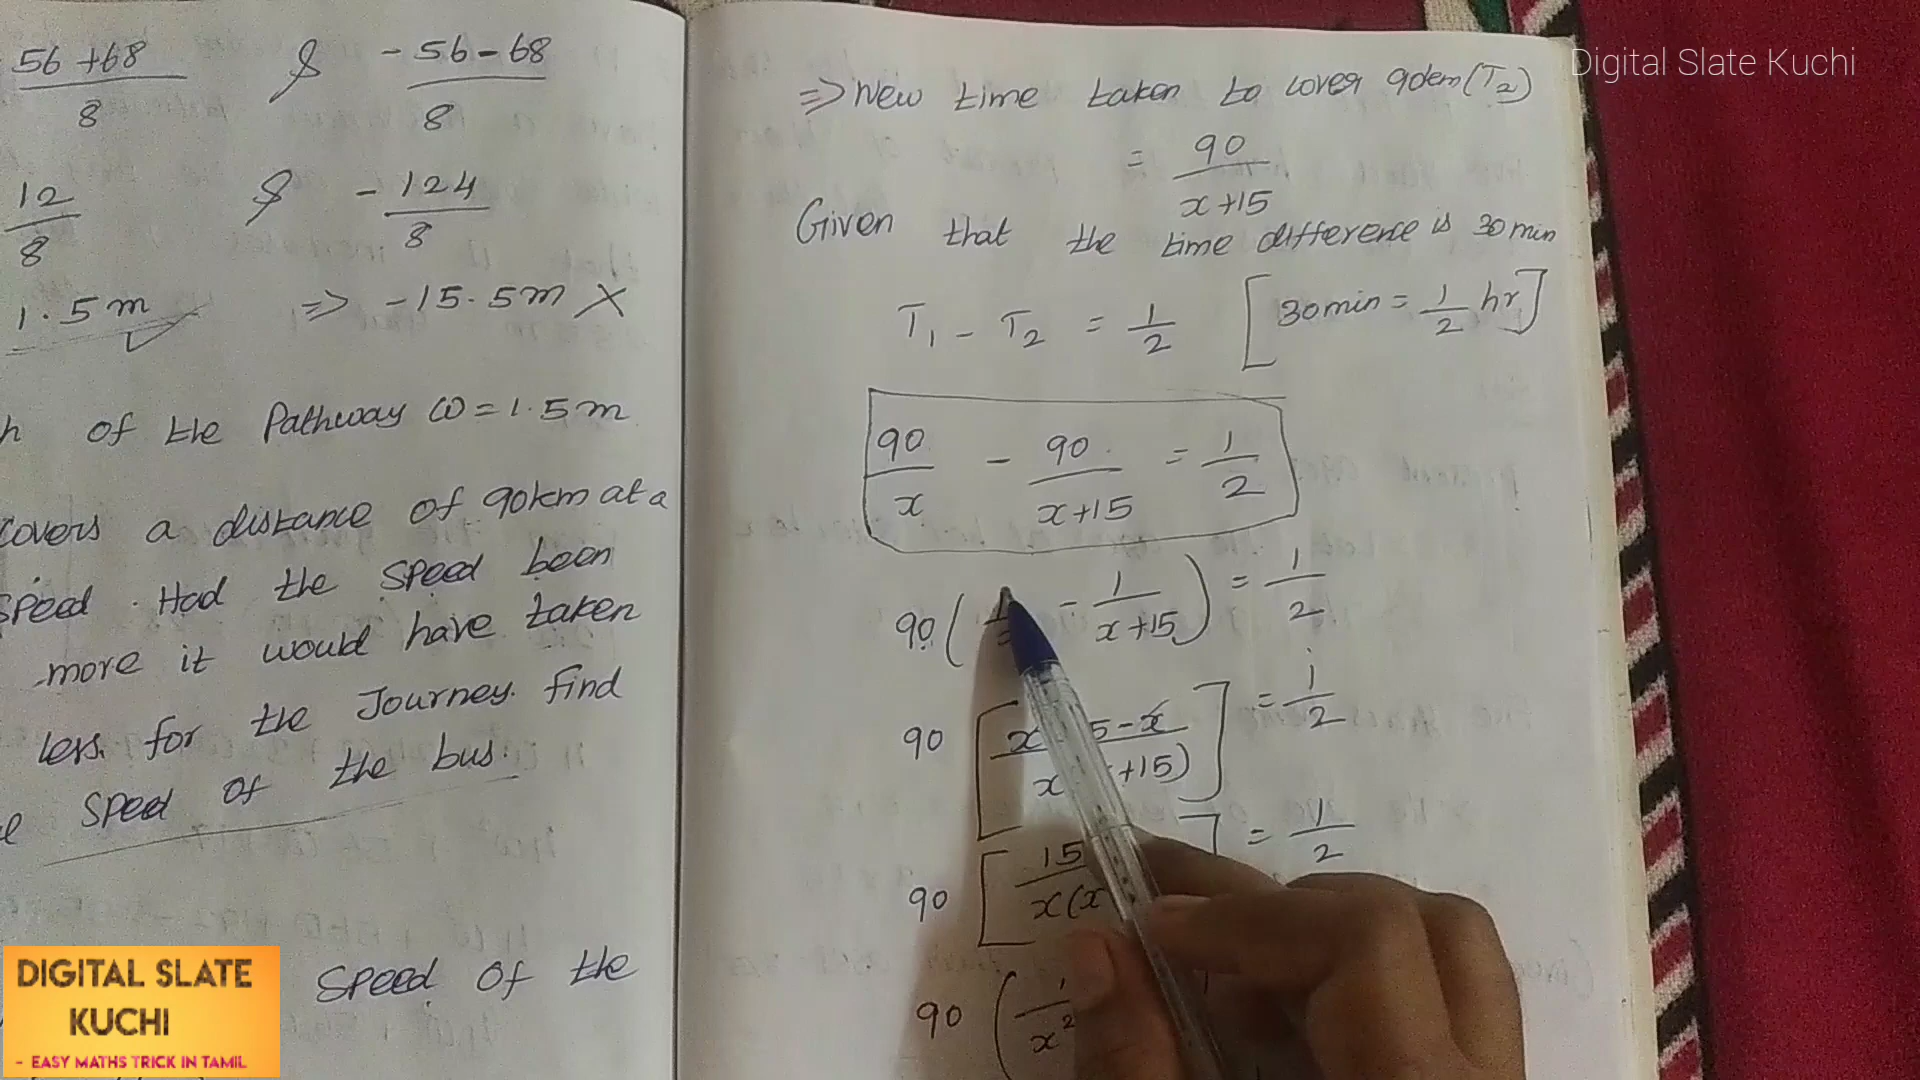 56+68 / 8 & -56-68 / 8
12 / 8 & -124 / 8
1.5m => -15.5m X
h of the Pathway ω=1.5m
covers a distance of 90km at a
speed. Had the speed been
more it would have taken
less for the Journey. find
speed of the bus.
speed of the
=> New time taken to cover 90km (T2)
= 90 / x+15
Given that the time difference is 30min
T1 - T2 = 1/2 [30min = 1/2 hr]
90/x - 90/x+15 = 1/2
90 ( - 1/x+15) = 1/2
90 [x 5-x / x +15)] = 1/2
90 [15 / x(x ] = 1/2
90 ( / x²
Digital Slate Kuchi
DIGITAL SLATE
KUCHI
- EASY MATHS TRICK IN TAMIL